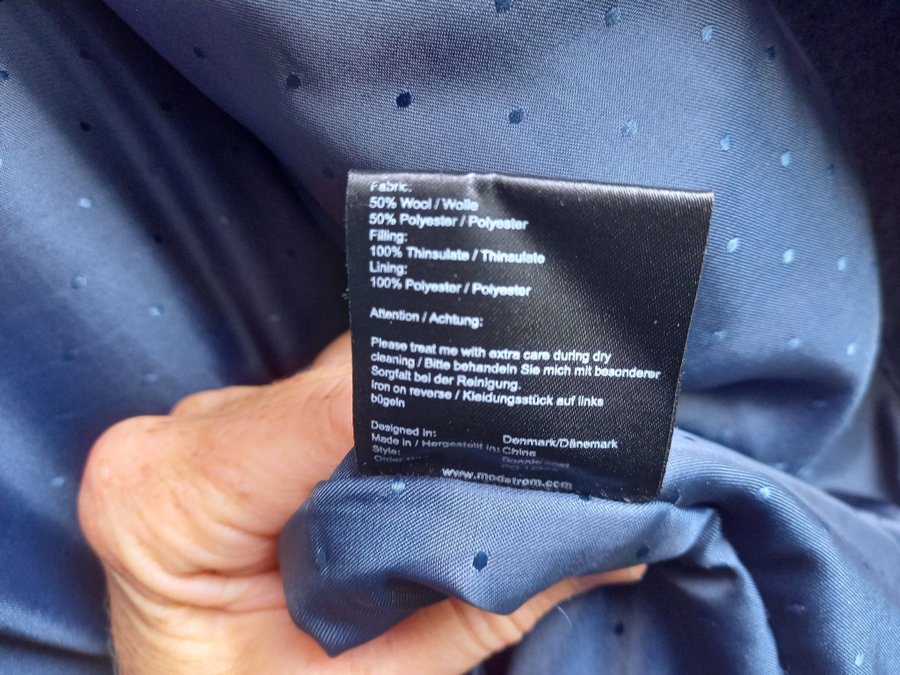 Fabric:
50% Wool / Wolle
50% Polyester / Polyester
Filling:
100% Thinsulate / Thinsulate
Lining:
100% Polyester / Polyester
Attention / Achtung:
Please treat me with extra care during dry
cleaning / Bitte behandeln Sie mich mit besonderer
Sorgfalt bei der Reinigung.
Iron on reverse / Kleidungsstück auf links
bügeln
Designed in: Denmark/Dänemark
Made in / Hergestellt in: China
Style: coat
Order
www.modstrom.com